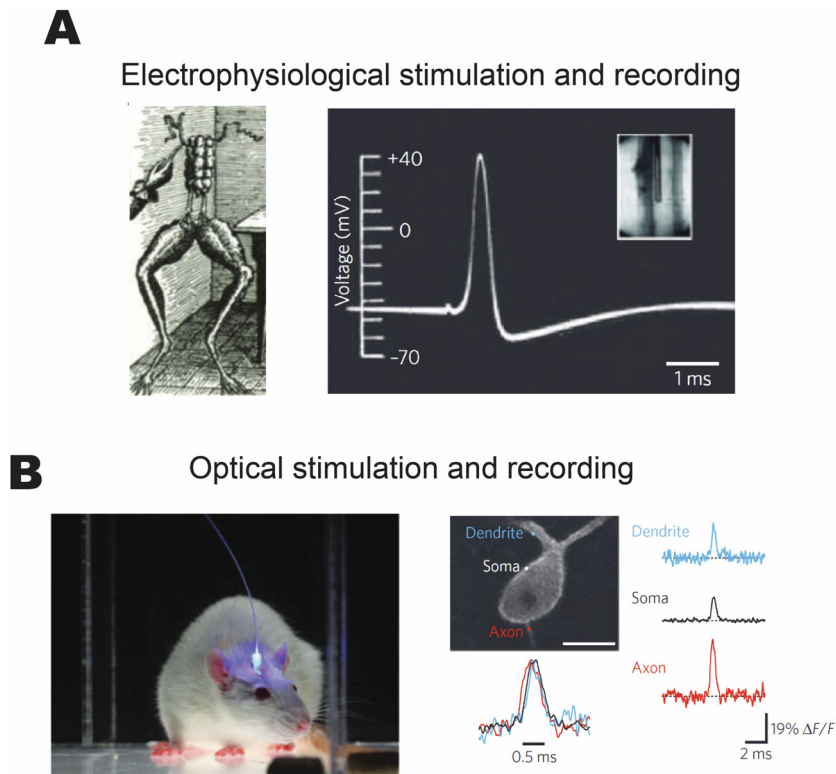 A
Electrophysiological stimulation and recording
Voltage (mV)
+40
0
–70
1 ms
B
Optical stimulation and recording
Dendrite
Soma
Axon
0.5 ms
Dendrite
Soma
Axon
19% ΔF/F
2 ms